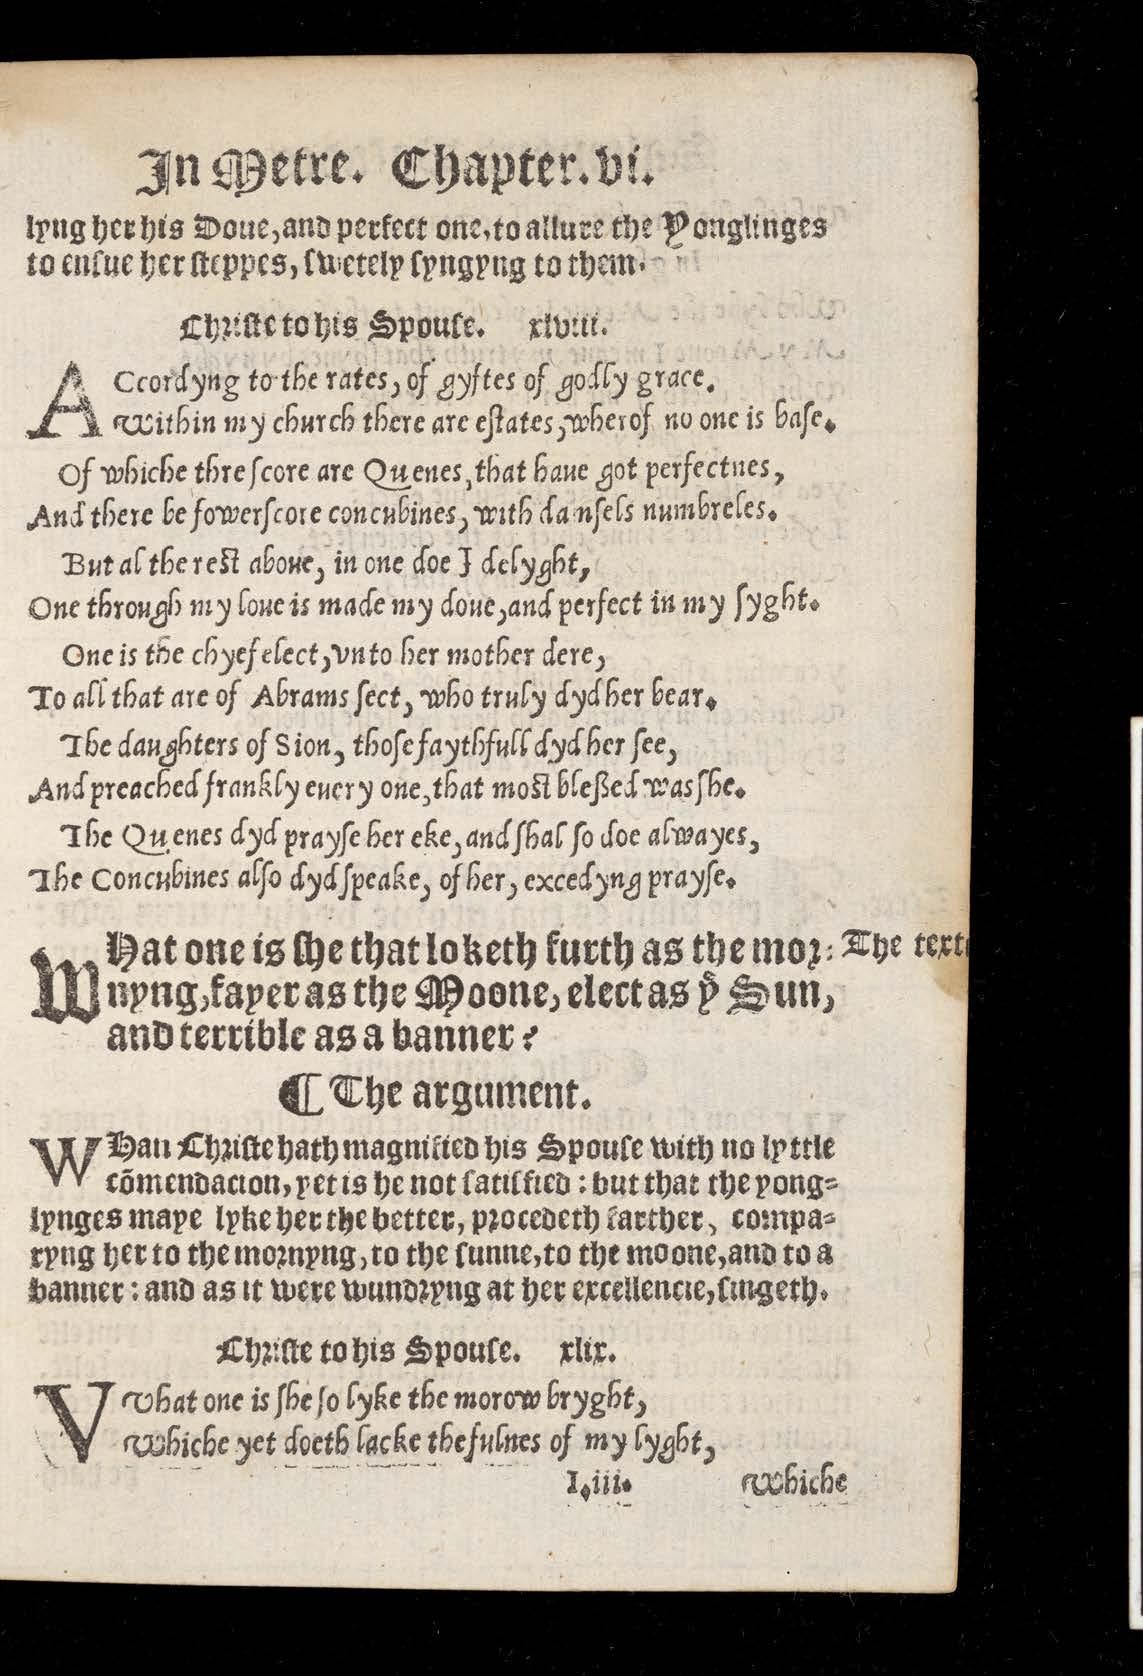 In Metre. Chapter. vi.
lyng her his Doue, and perfect one, to allure the Yonglinges
to ensue her steppes, swetely syngyng to them.
Christe to his Spouse. xlviii.
ACcordyng to the rates, of gyftes of godly grace.
Within my church there are estates, wherof no one is base.
Of whiche thre score are Quenes, that haue got perfectnes,
And there be fowerscore concubines, with damsels numbreles.
But al the rest aboue, in one doe I delyght,
One through my loue is made my doue, and perfect in my syght.
One is the chyef elect, vnto her mother dere,
To all that are of Abrams sect, who truly dyd her bear.
The daughters of Sion, those faythfull dyd her see,
And preached frankly euery one, that most blessed was she.
The Quenes dyd prayse her eke, and shal so doe alwayes,
The Concubines also dyd speake, of her, excedyng prayse.
WHat one is she that loketh furth as the mor: The text
nyng, fayer as the Moone, elect as yͤ Sun,
and terrible as a banner?
¶ The argument.
WHan Christe hath magnified his Spouse with no lyttle
cõmendacion, yet is he not satisfied: but that the yong=
lynges maye lyke her the better, procedeth farther, compa=
ryng her to the mornyng, to the sunne, to the moone, and to a
banner: and as it were wundryng at her excellencie, singeth.
Christe to his Spouse. xlix.
VVhat one is she so lyke the morow bryght,
Whiche yet doeth lacke the fulnes of my lyght,
I.iii. Whiche